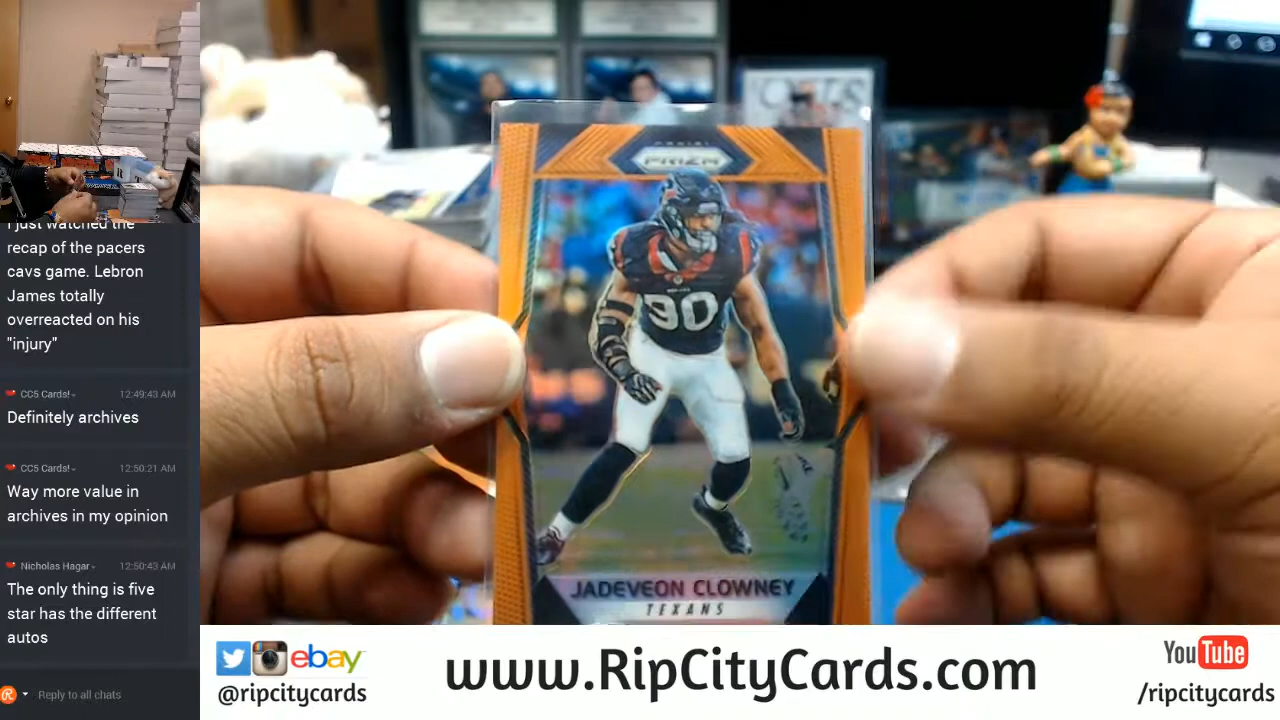 I just watched the
recap of the pacers
cavs game. Lebron
James totally
overreacted on his
"injury"
CC5 Cards! 12:49:43 AM
Definitely archives
CC5 Cards! 12:50:21 AM
Way more value in
archives in my opinion
Nicholas Hagar 12:50:43 AM
The only thing is five
star has the different
autos
Reply to all chats
PANINI
PRIZM
90
JADEVEON CLOWNEY
TEXANS
ebay
@ripcitycards
www.RipCityCards.com
YouTube
/ripcitycards